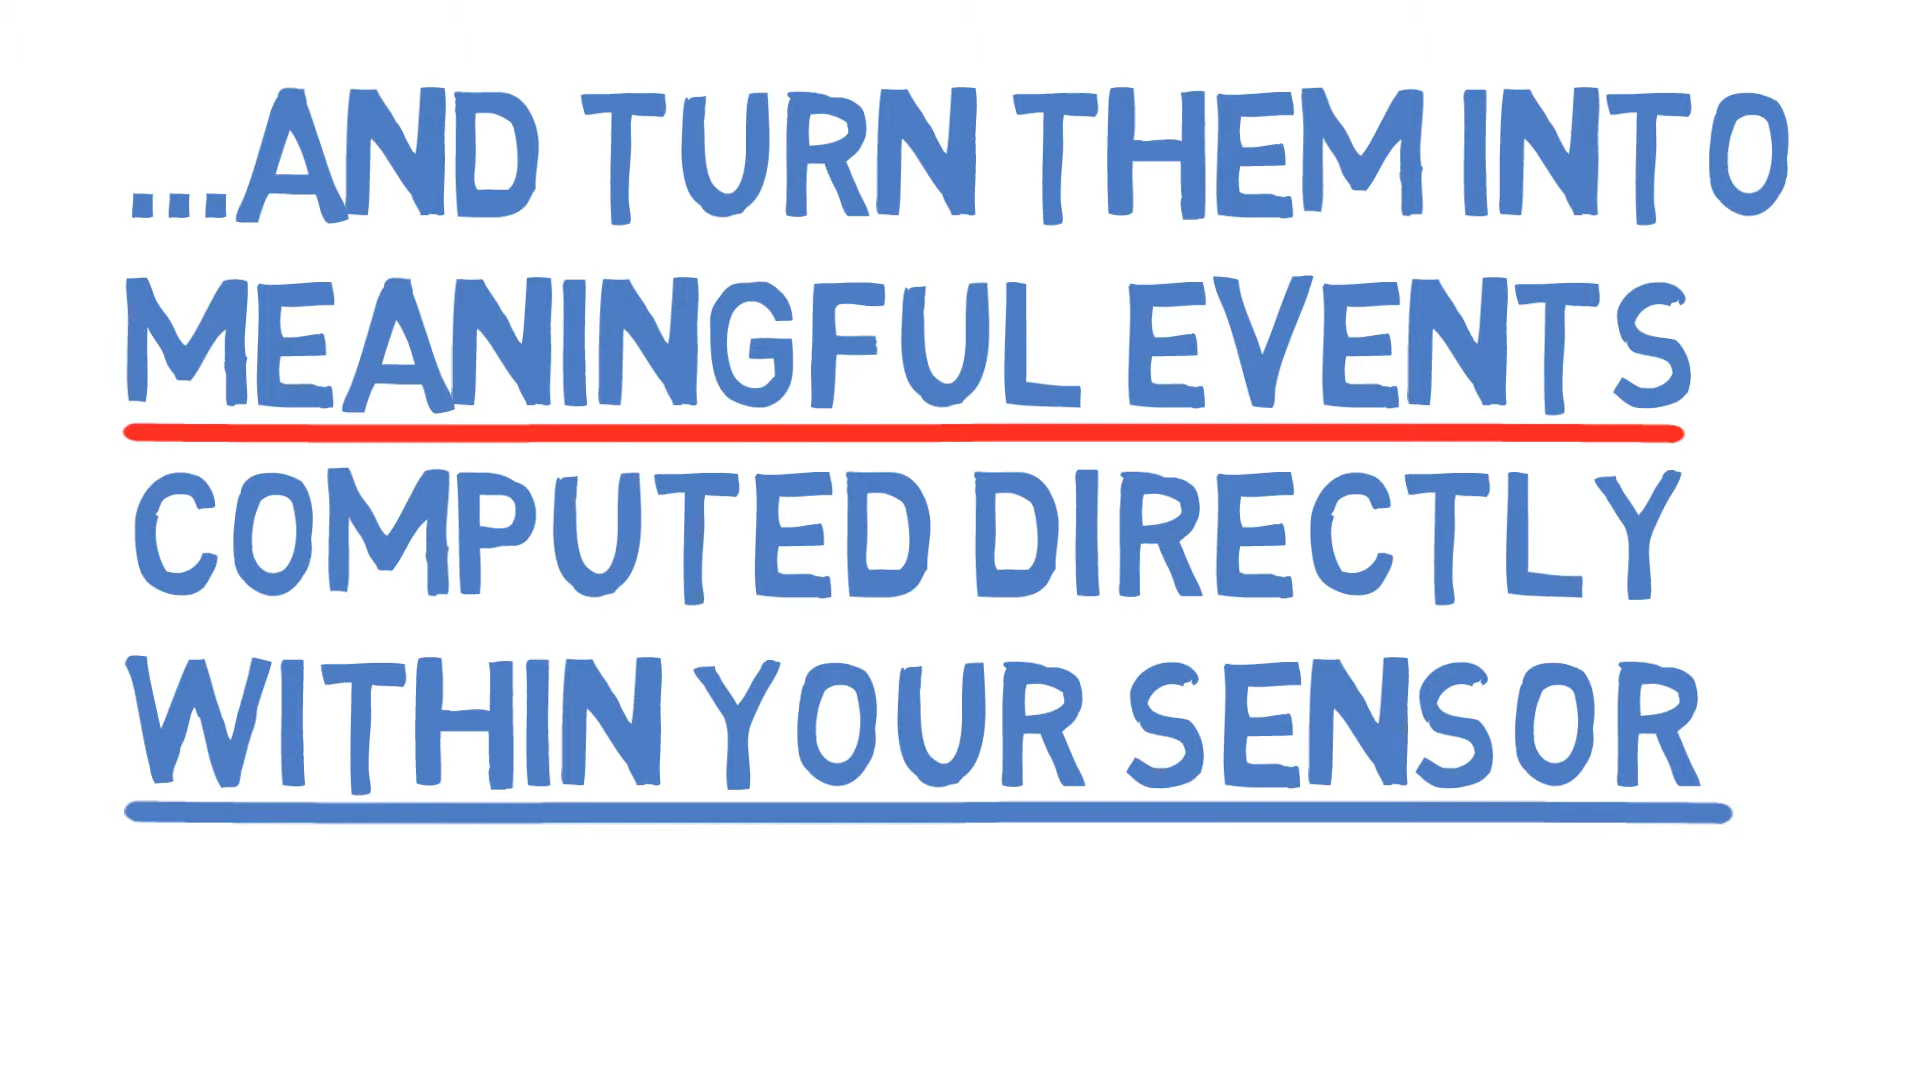 ...AND TURN THEM INTO
MEANINGFUL EVENTS
COMPUTED DIRECTLY
WITHIN YOUR SENSOR